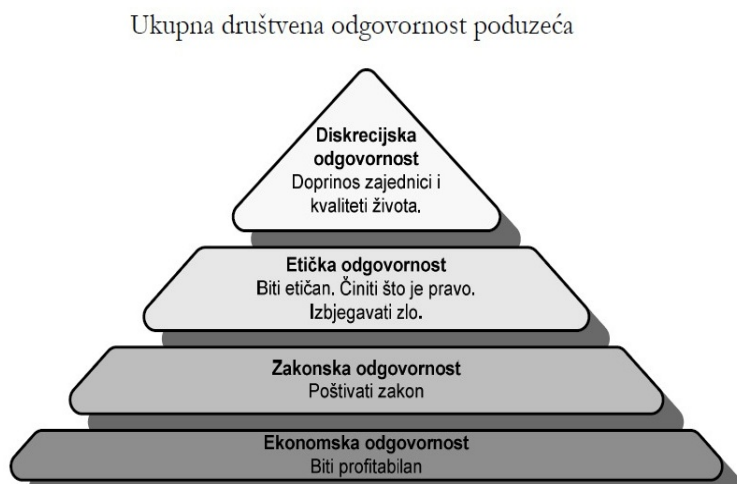 Ukupna društvena odgovornost poduzeća
Diskrecijska
odgovornost
Doprinos zajednici i
kvaliteti života.
Etička odgovornost
Biti etičan. Činiti što je pravo.
Izbjegavati zlo.
Zakonska odgovornost
Poštivati zakon
Ekonomska odgovornost
Biti profitabilan